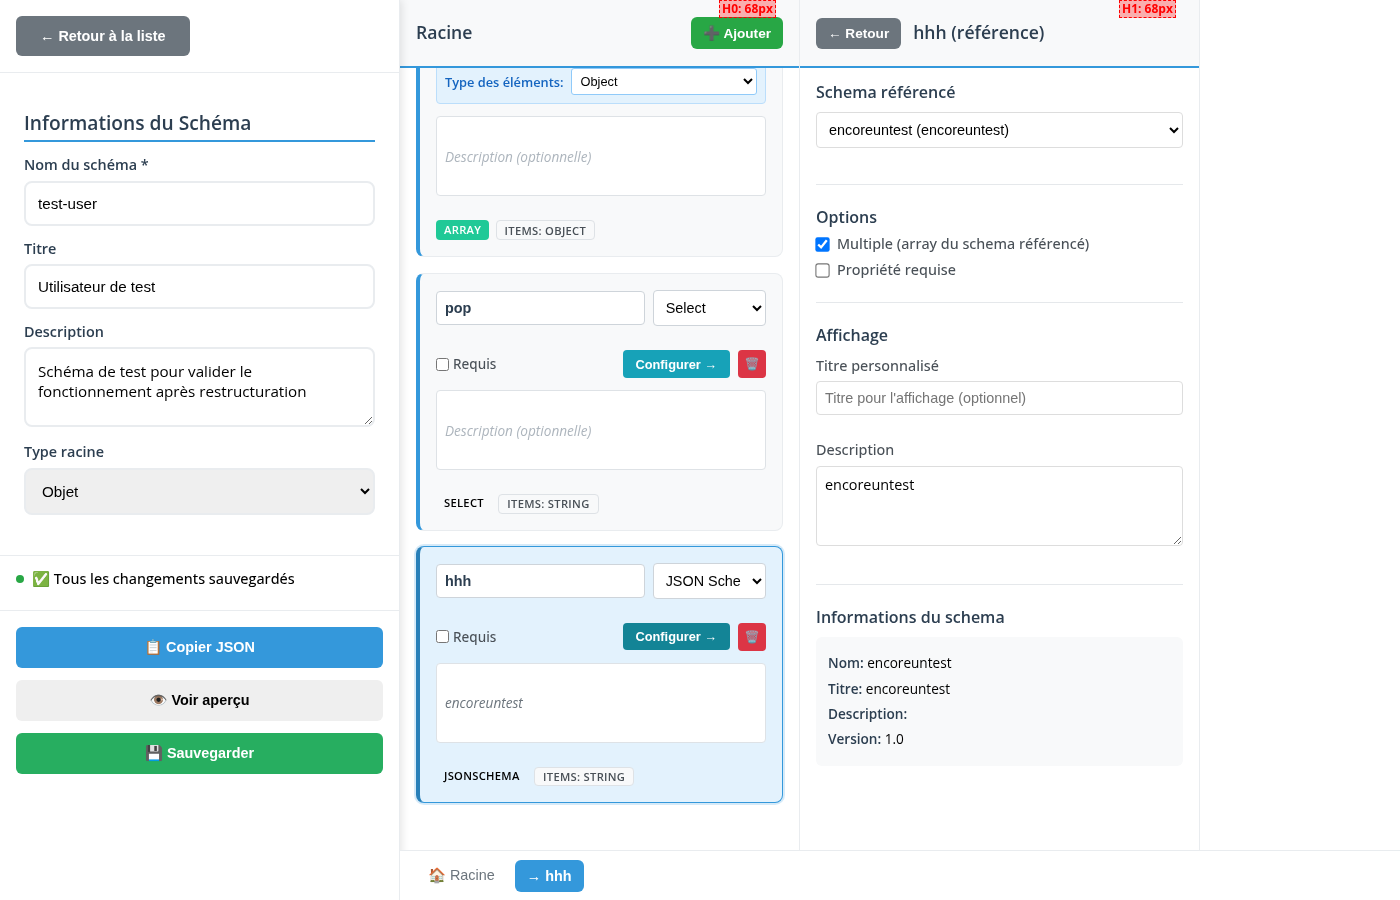 ← Retour à la liste
Informations du Schéma
Nom du schéma *
test-user
Titre
Utilisateur de test
Description
Schéma de test pour valider le
fonctionnement après restructuration
Type racine
Objet
✅ Tous les changements sauvegardés
📋 Copier JSON
👁️ Voir aperçu
💾 Sauvegarder
H0: 68px
Racine
➕ Ajouter
Type des éléments:
Object
Description (optionnelle)
ARRAY
ITEMS: OBJECT
pop
Select
Requis
Configurer →
Description (optionnelle)
SELECT
ITEMS: STRING
hhh
JSON Sche
Requis
Configurer →
encoreuntest
JSONSCHEMA
ITEMS: STRING
🏠 Racine
→ hhh
H1: 68px
← Retour
hhh (référence)
Schema référencé
encoreuntest (encoreuntest)
Options
Multiple (array du schema référencé)
Propriété requise
Affichage
Titre personnalisé
Titre pour l'affichage (optionnel)
Description
encoreuntest
Informations du schema
Nom: encoreuntest
Titre: encoreuntest
Description:
Version: 1.0